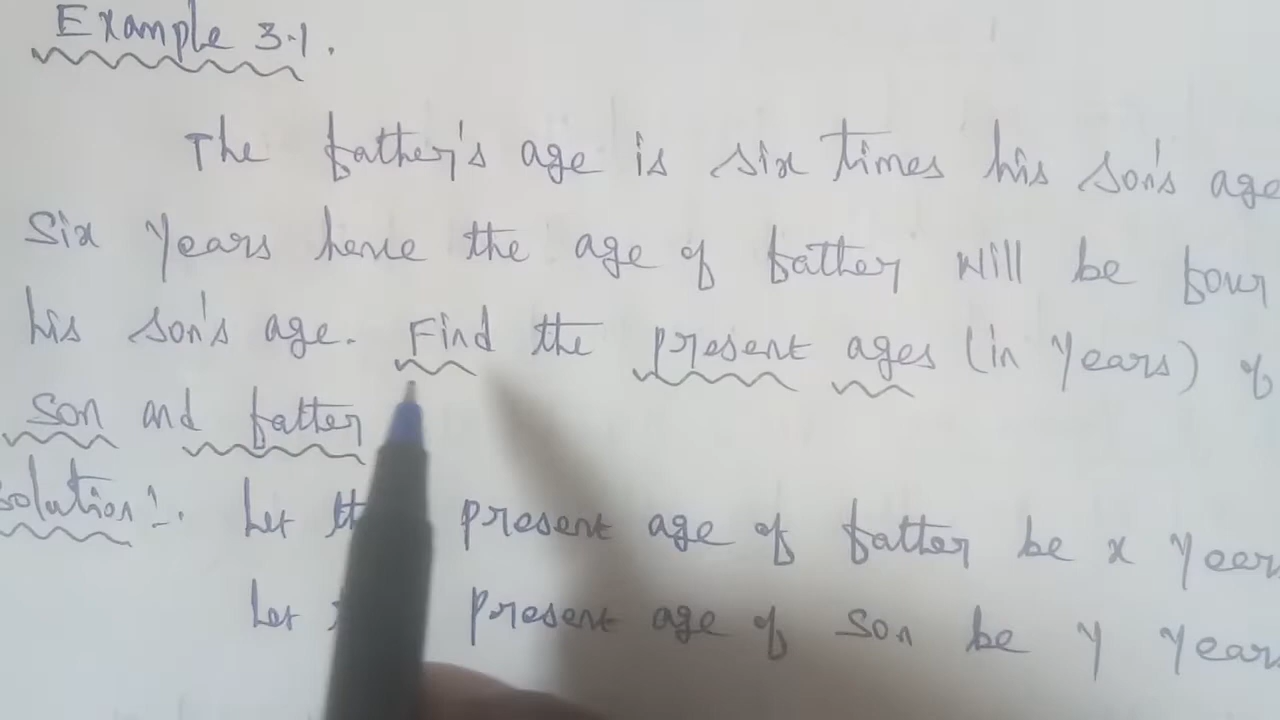 Example 3.1.
The father's age is six times his son's age
Six years hence the age of father will be four
his son's age. Find the present ages (in years) of
son and father
Solution:. Let the present age of father be x year
Let present age of son be y years